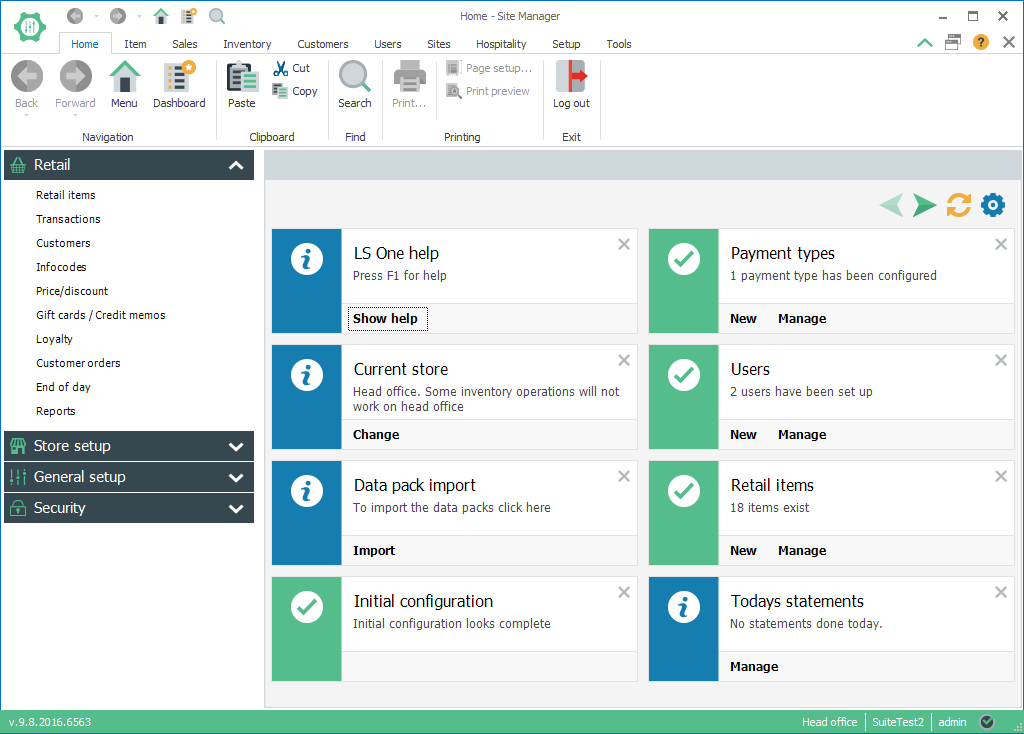 Home - Site Manager
Home Item Sales Inventory Customers Users Sites Hospitality Setup Tools
Back Forward Menu Dashboard Paste Cut Copy Search Print... Page setup... Print preview Log out
Navigation Clipboard Find Printing Exit
Retail
Retail items
Transactions
Customers
Infocodes
Price/discount
Gift cards / Credit memos
Loyalty
Customer orders
End of day
Reports
Store setup
General setup
Security
LS One help
Press F1 for help
Show help
Payment types
1 payment type has been configured
New Manage
Current store
Head office. Some inventory operations will not
work on head office
Change
Users
2 users have been set up
New Manage
Data pack import
To import the data packs click here
Import
Retail items
18 items exist
New Manage
Initial configuration
Initial configuration looks complete
Todays statements
No statements done today.
Manage
v.9.8.2016.6563 Head office SuiteTest2 admin